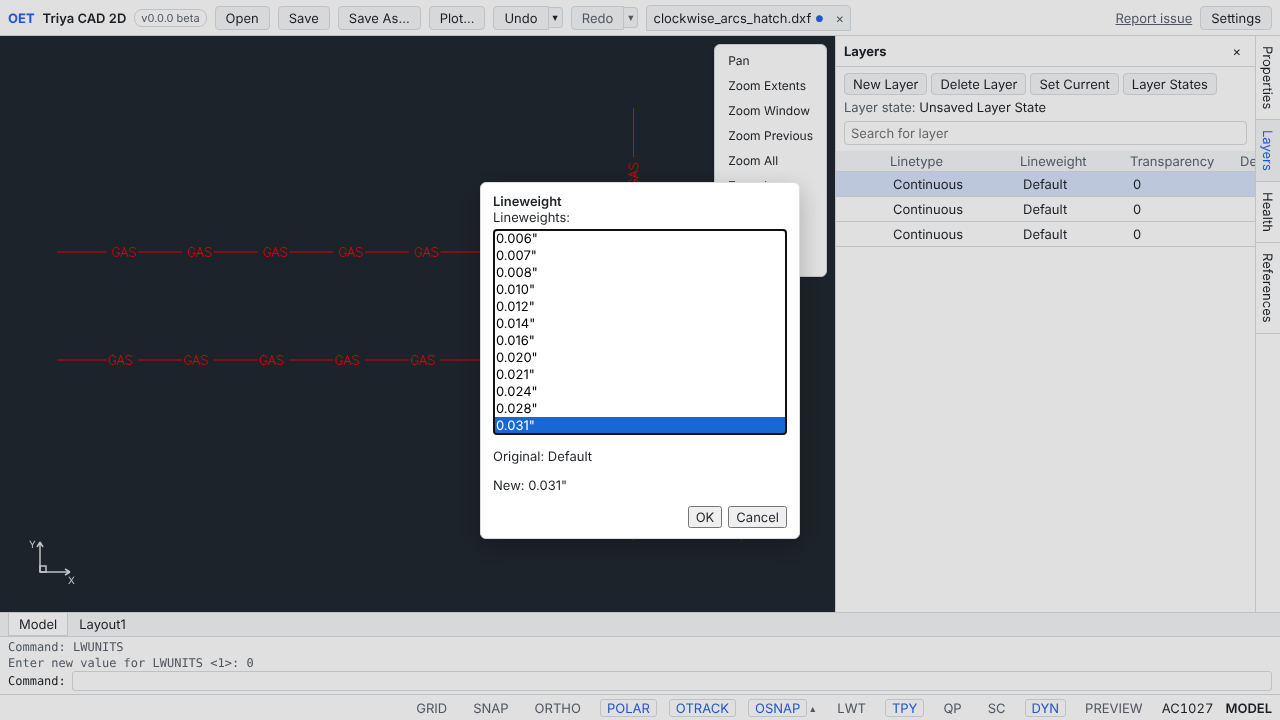 OET Triya CAD 2D v0.0.0 beta Open Save Save As... Plot... Undo ▾ Redo ▾ clockwise_arcs_hatch.dxf ● × Report issue Settings
Pan
Zoom Extents
Zoom Window
Zoom Previous
Zoom All
GAS
GAS GAS GAS GAS GAS
GAS GAS GAS GAS GAS
Y
X
Lineweight
Lineweights:
0.006"
0.007"
0.008"
0.010"
0.012"
0.014"
0.016"
0.020"
0.021"
0.024"
0.028"
0.031"
Original: Default
New: 0.031"
OK Cancel
Layers ×
New Layer Delete Layer Set Current Layer States
Layer state: Unsaved Layer State
Search for layer
Linetype Lineweight Transparency De
Continuous Default 0
Continuous Default 0
Continuous Default 0
Properties
Layers
Health
References
Model Layout1
Command: LWUNITS
Enter new value for LWUNITS <1>: 0
Command:
GRID SNAP ORTHO POLAR OTRACK OSNAP ▴ LWT TPY QP SC DYN PREVIEW AC1027 MODEL